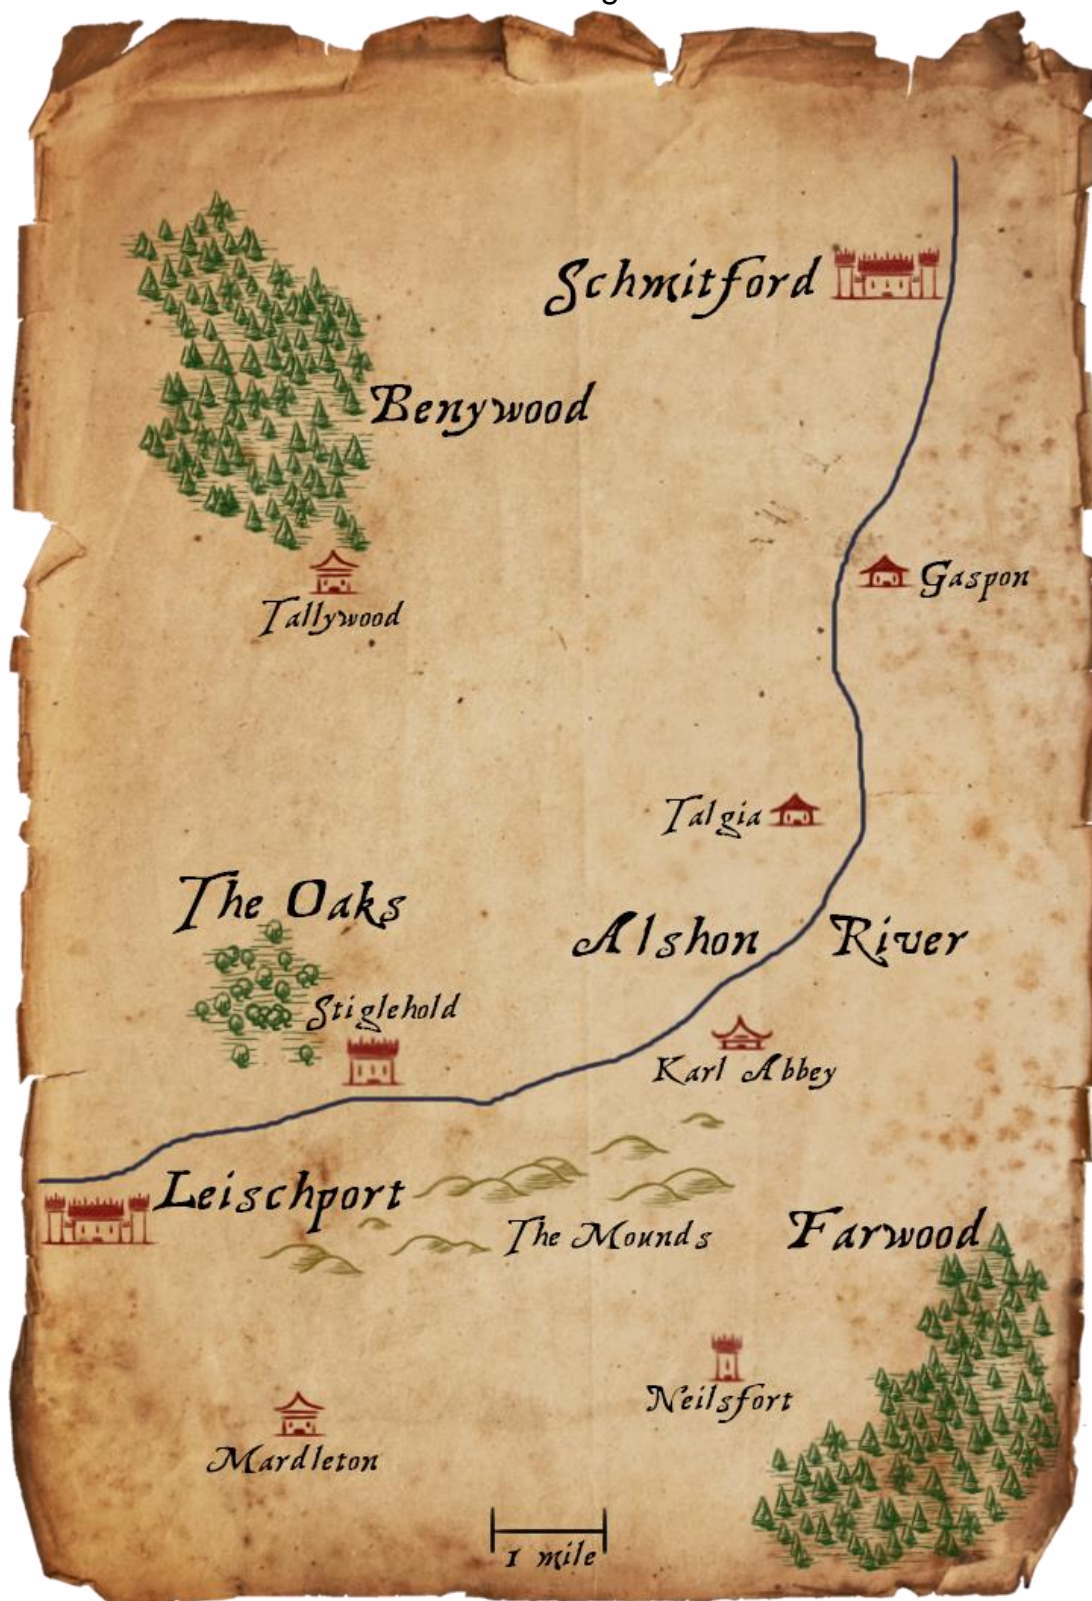 Schmitford
Benywood
Gaspon
Tallywood
Talgia
The Oaks
Alshon River
Stiglehold
Karl Abbey
Leischport
The Mounds
Farwood
Neilsfort
Mardleton
1 mile